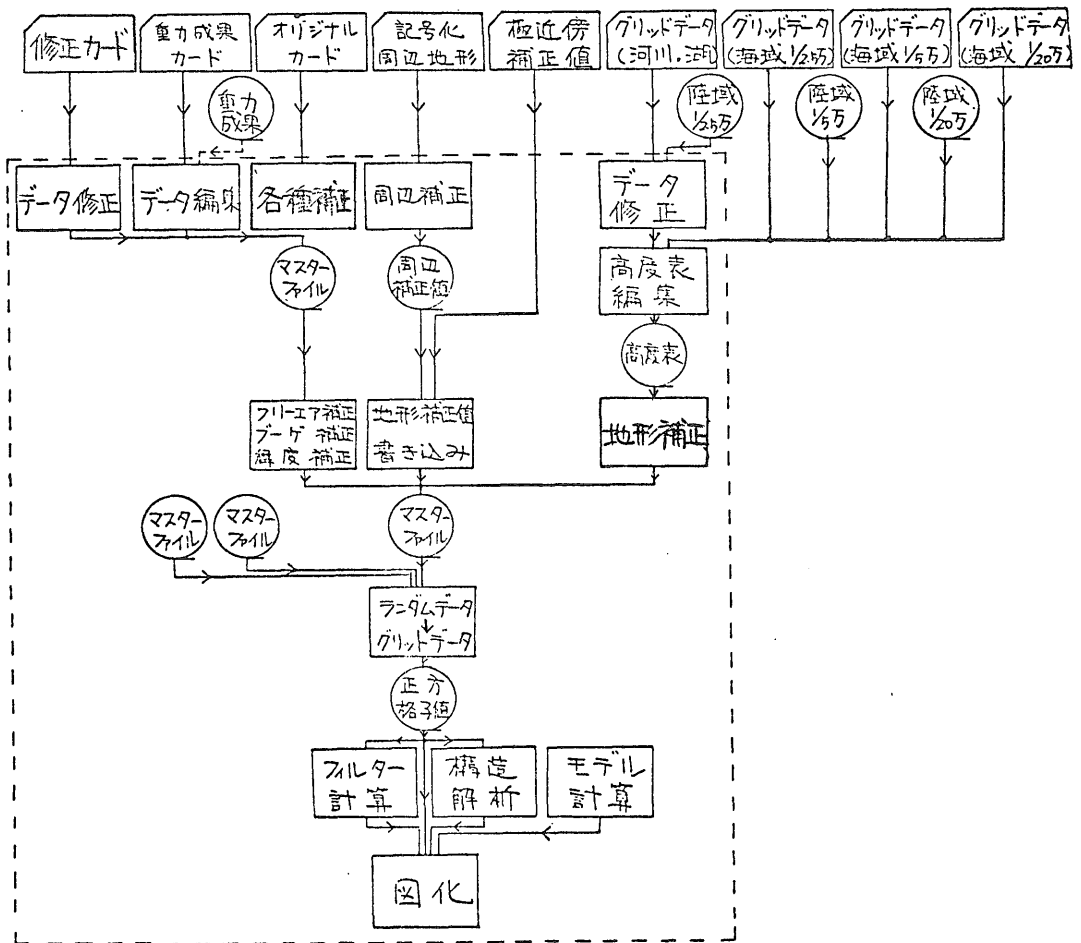 修正カード
重力成果
カード
オリジナル
カード
記号化
周辺地形
極近傍
補正値
グリッドデータ
(河川・湖)
グリッドデータ
(海域1/2.5万)
グリッドデータ
(海域1/5万)
グリッドデータ
(海域1/20万)
重力
成果
陸域
1/2.5万
陸域
1/5万
陸域
1/20万
データ修正
データ編集
各種補正
周辺補正
データ
修正
マスター
ファイル
周辺
補正値
高度表
編集
高度表
フリーエア補正
ブーゲ補正
緯度補正
地形補正値
書き込み
地形補正
マスター
ファイル
マスター
ファイル
マスター
ファイル
ランダムデータ
↓
グリットデータ
正方
格子値
フィルター
計算
構造
解析
モデル
計算
図化